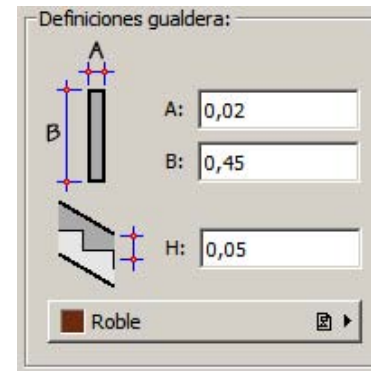 Definiciones gualdera:
A
B
A: 0,02
B: 0,45
H: 0,05
Roble